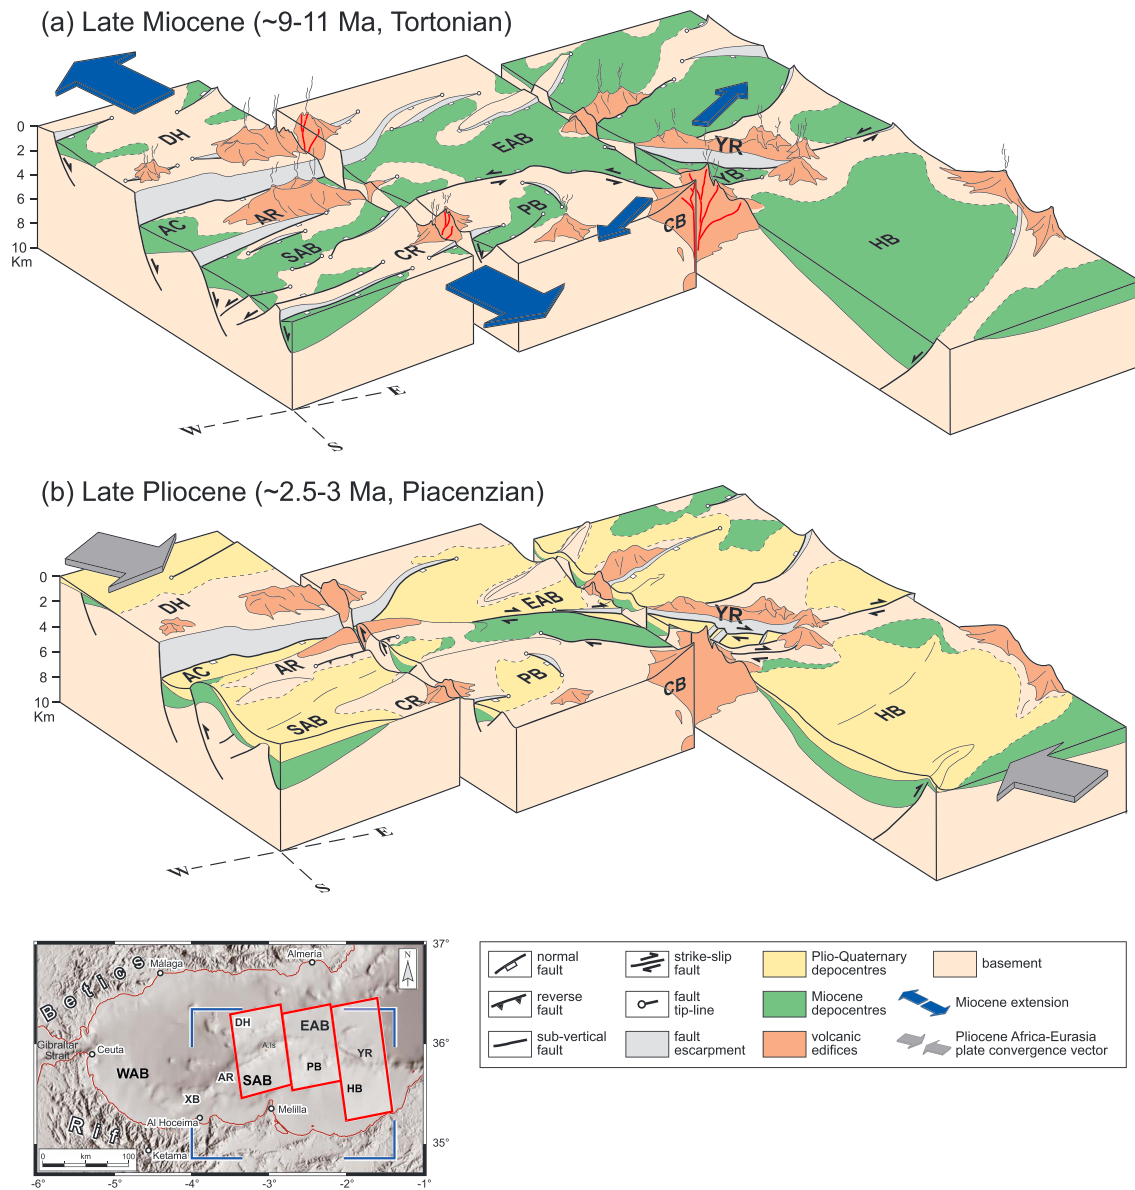 (a) Late Miocene (~9-11 Ma, Tortonian)
0
2
4
6
8
10
Km
DH
AC
AR
SAB
CR
EAB
PB
YR
YB
CB
HB
W
E
S
(b) Late Pliocene (~2.5-3 Ma, Piacenzian)
0
2
4
6
8
10
Km
DH
AC
AR
SAB
CR
EAB
PB
YR
CB
HB
W
E
S
37°
36°
35°
-6°
-5°
-4°
-3°
-2°
-1°
Betics
Málaga
Almería
N
Gibraltar
Strait
Ceuta
WAB
DH
EAB
A.Is
AR
SAB
PB
YR
HB
XB
Al Hoceima
Melilla
Rif
Ketama
0 km 100
normal
fault
reverse
fault
sub-vertical
fault
strike-slip
fault
fault
tip-line
fault
escarpment
Plio-Quaternary
depocentres
Miocene
depocentres
volcanic
edifices
basement
Miocene extension
Pliocene Africa-Eurasia
plate convergence vector